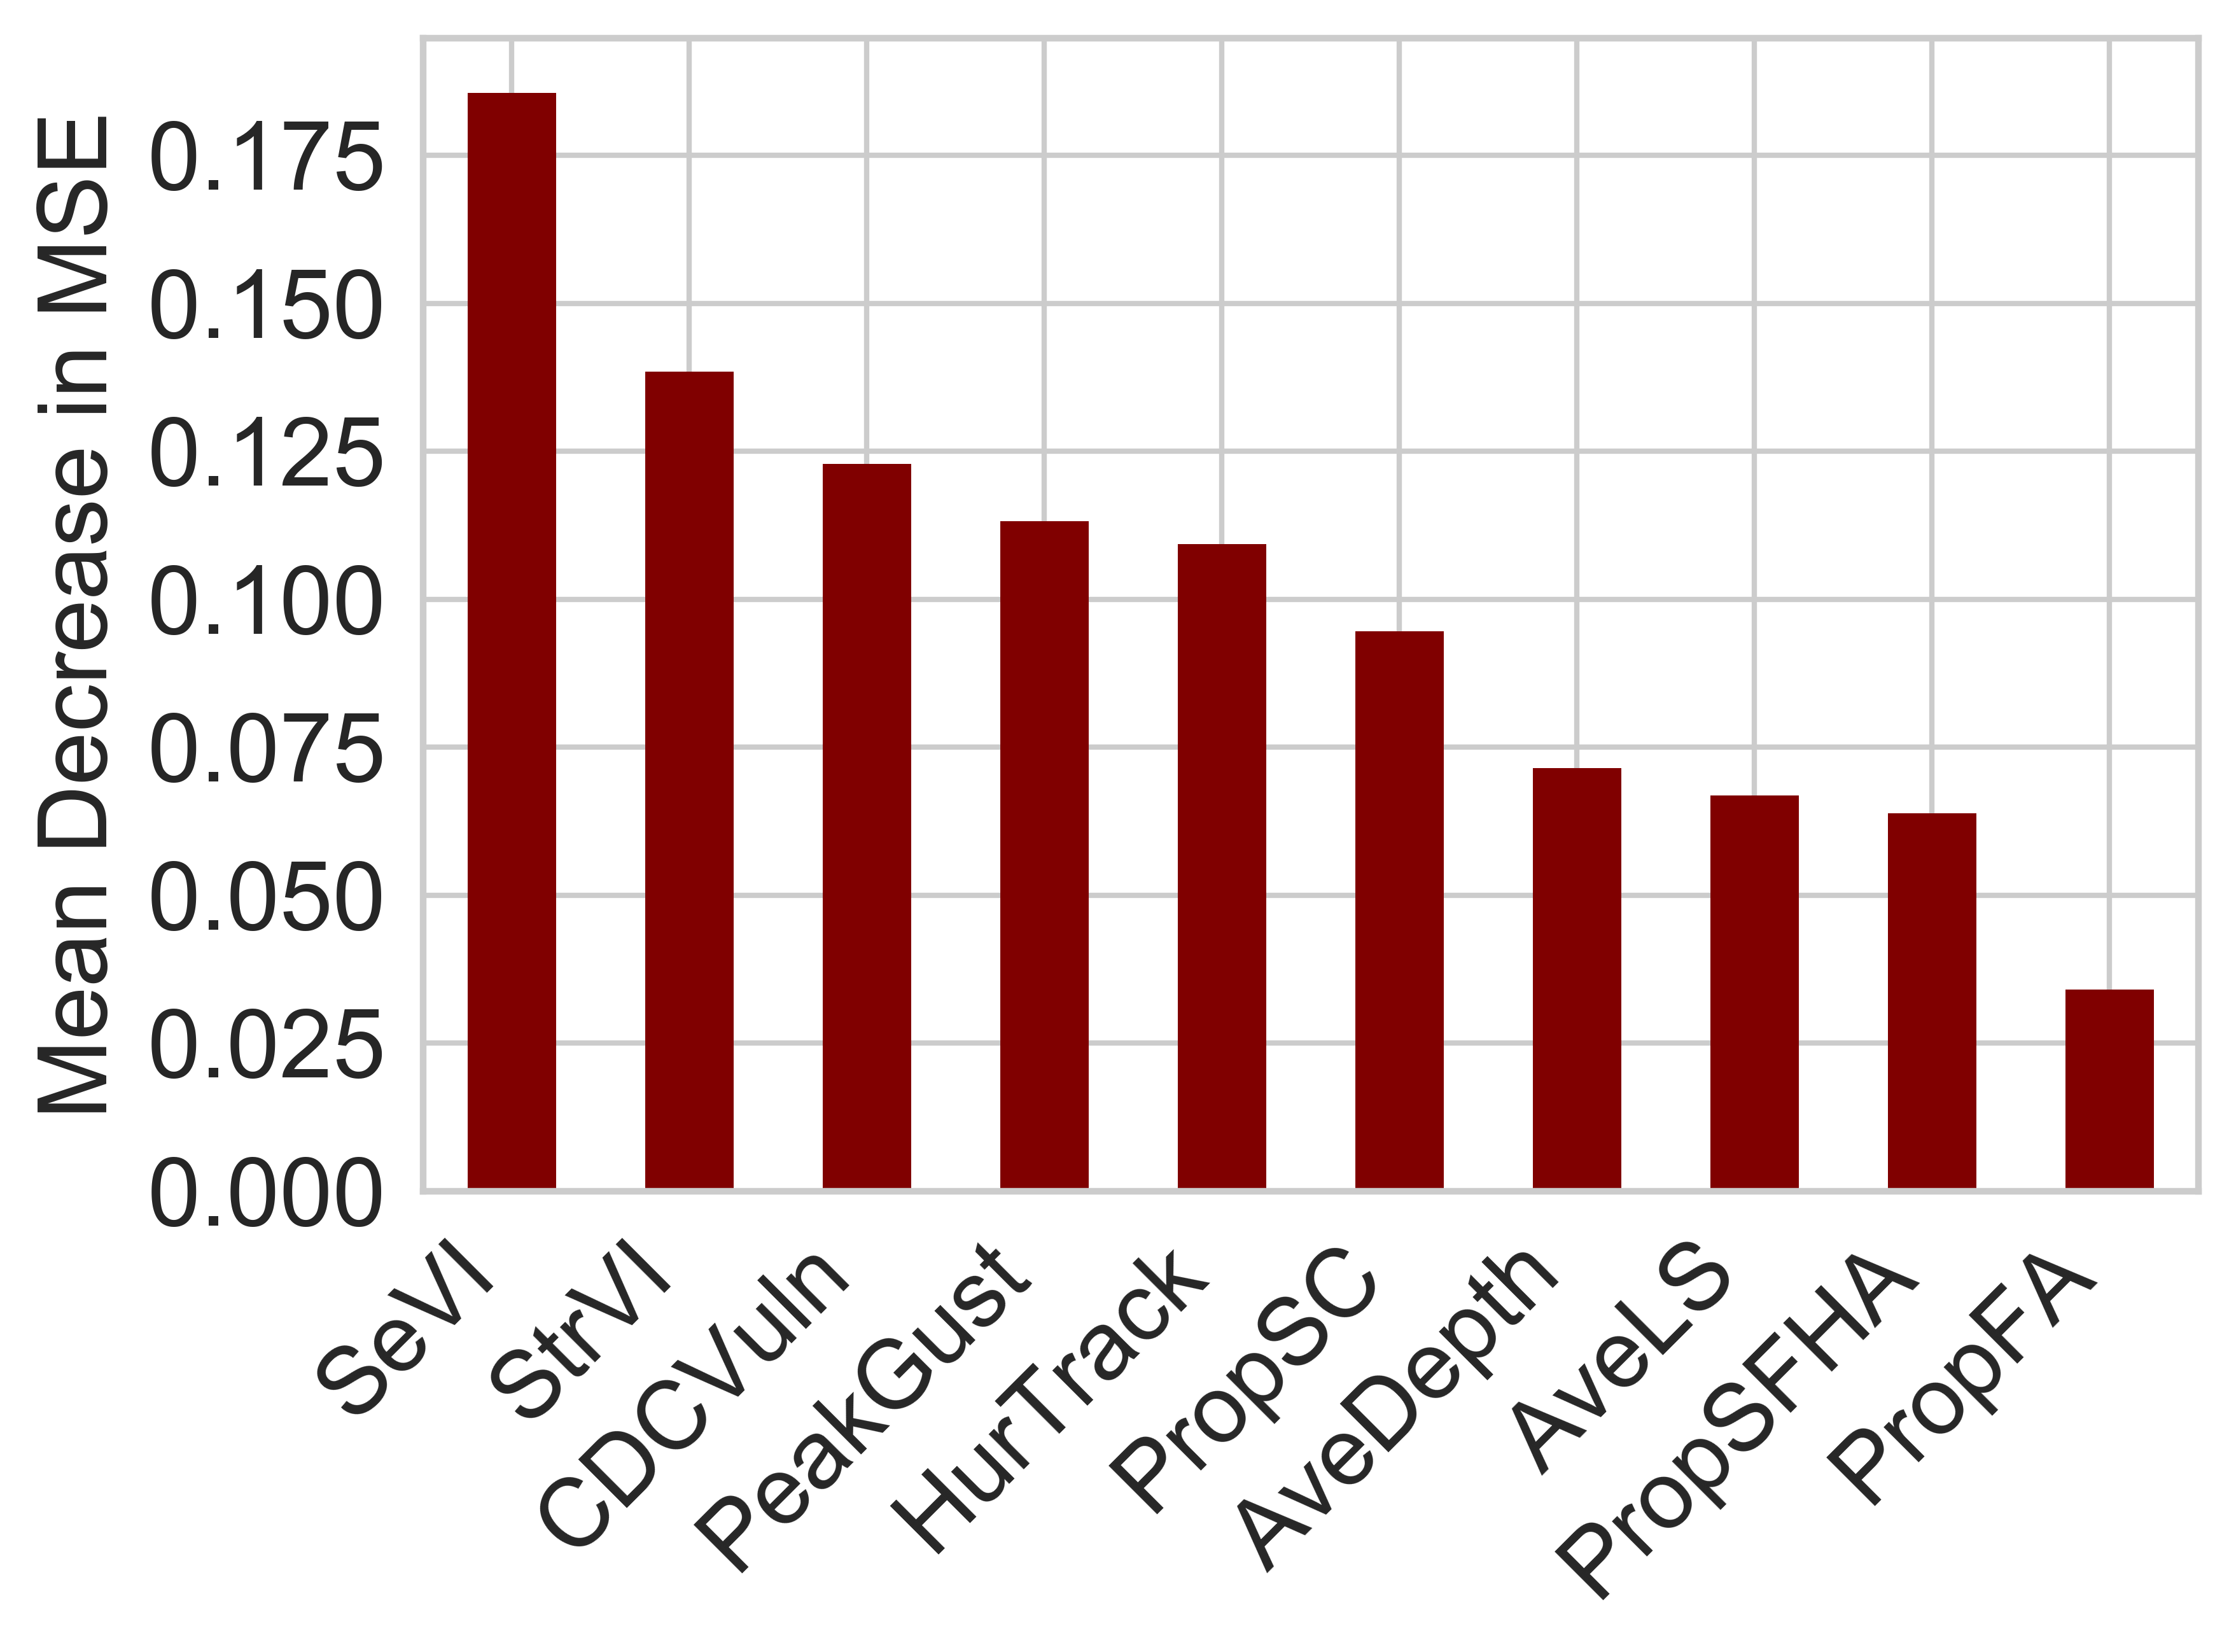 Mean Decrease in MSE
0.175
0.150
0.125
0.100
0.075
0.050
0.025
0.000
SeVI
StrVI
CDCVuln
PeakGust
HurTrack
PropSC
AveDepth
AveLS
PropSFHA
PropFA